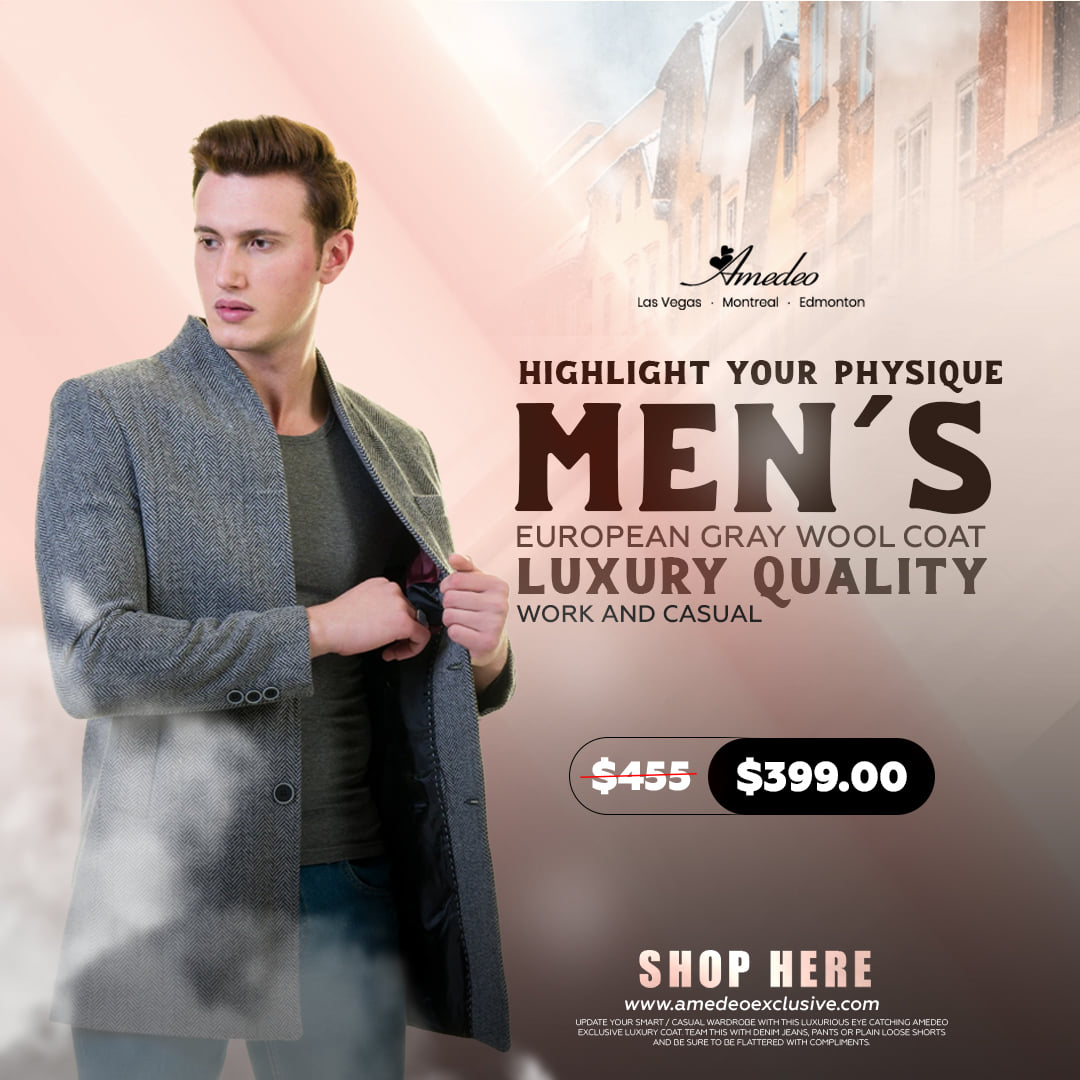 Amedeo
Las Vegas · Montreal · Edmonton
HIGHLIGHT YOUR PHYSIQUE
MEN´S
EUROPEAN GRAY WOOL COAT
LUXURY QUALITY
WORK AND CASUAL
$455 $399.00
SHOP HERE
www.amedeoexclusive.com
UPDATE YOUR SMART / CASUAL WARDROBE WITH THIS LUXURIOUS EYE CATCHING AMEDEO
EXCLUSIVE LUXURY COAT. TEAM THIS WITH DENIM JEANS, PANTS OR PLAIN LOOSE SHORTS
AND BE SURE TO BE FLATTERED WITH COMPLIMENTS.